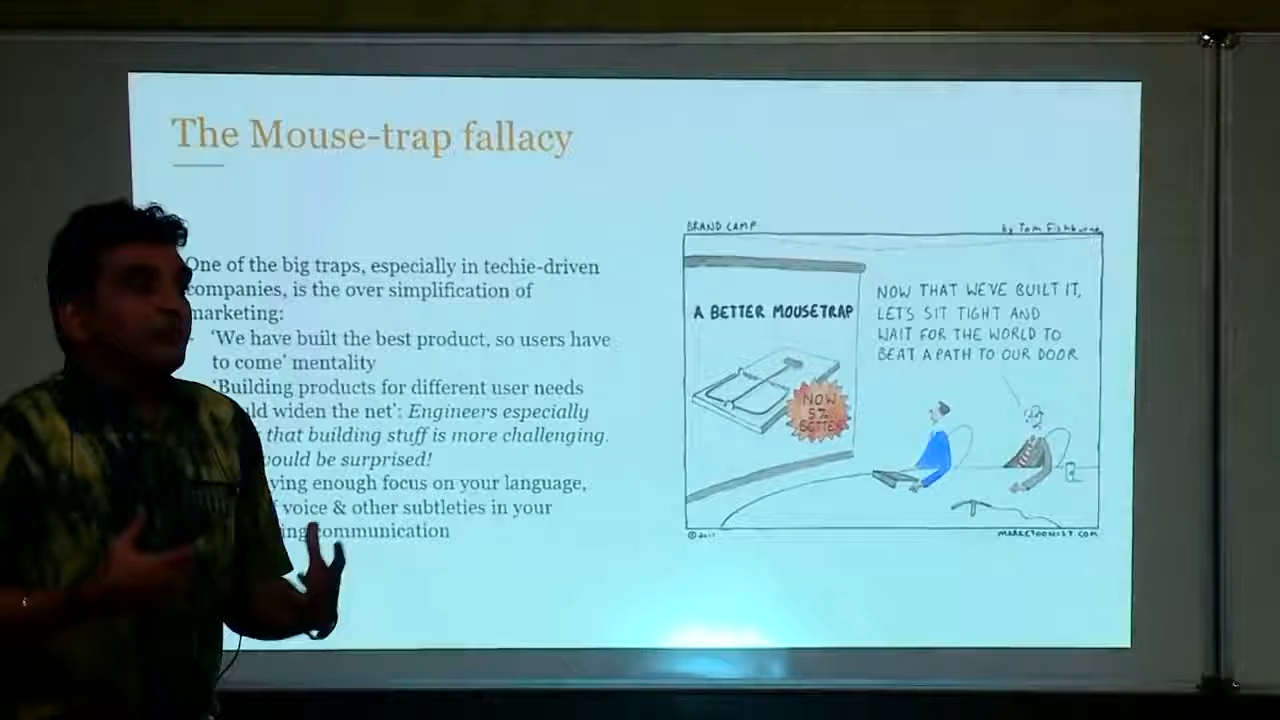 The Mouse-trap fallacy
One of the big traps, especially in techie-driven
companies, is the over simplification of
marketing:
- 'We have built the best product, so users have
to come' mentality
'Building products for different user needs
widen the net': Engineers especially
that building stuff is more challenging.
would be surprised!
enough focus on your language,
voice & other subtleties in your
communication
BRAND CAMP
by Tom Fishburne
A BETTER MOUSETRAP
NOW
5%
BETTER
NOW THAT WE'VE BUILT IT,
LET'S SIT TIGHT AND
WAIT FOR THE WORLD TO
BEAT A PATH TO OUR DOOR
MARKETOONIST.COM